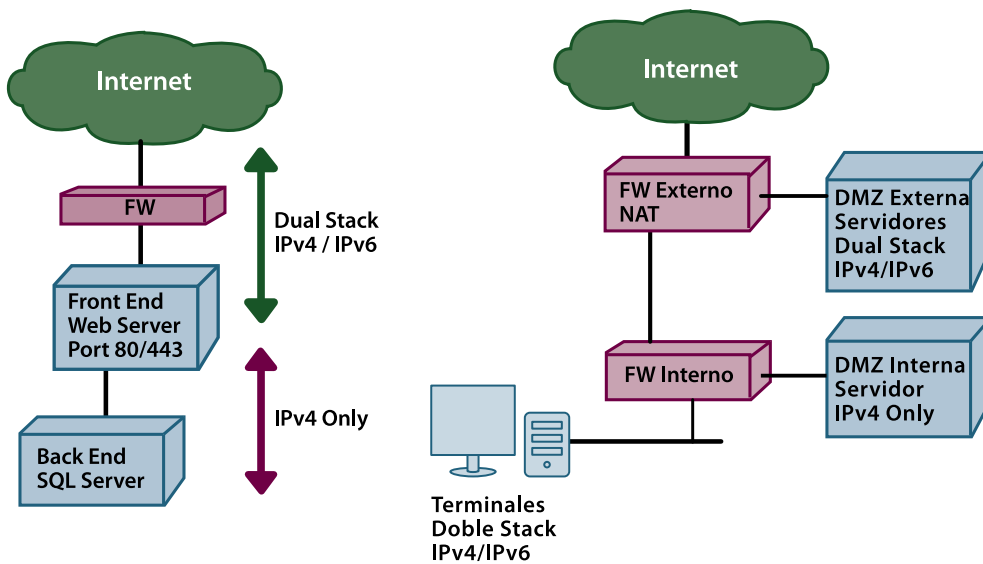 Internet
FW
Dual Stack
IPv4 / IPv6
Front End
Web Server
Port 80/443
IPv4 Only
Back End
SQL Server
Internet
FW Externo
NAT
DMZ Externa
Servidores
Dual Stack
IPv4/IPv6
FW Interno
DMZ Interna
Servidor
IPv4 Only
Terminales
Doble Stack
IPv4/IPv6